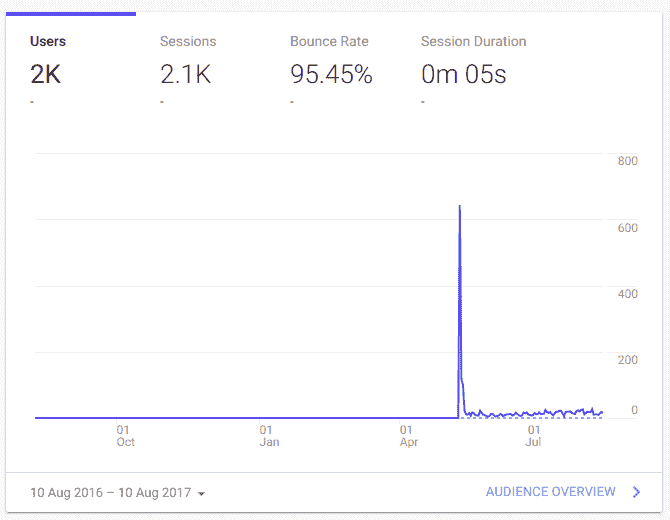 Users Sessions Bounce Rate Session Duration
2K 2.1K 95.45% 0m 05s
- - - -
800
600
400
200
0
01 01 01 01
Oct Jan Apr Jul
10 Aug 2016 – 10 Aug 2017 AUDIENCE OVERVIEW